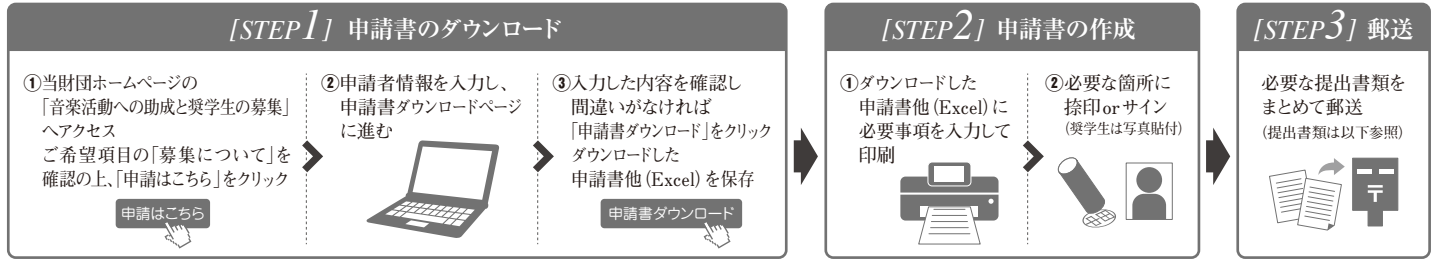 [STEP1] 申請書のダウンロード
①当財団ホームページの
「音楽活動への助成と奨学生の募集」
へアクセス
ご希望項目の「募集について」を
確認の上、「申請はこちら」をクリック
申請はこちら
②申請者情報を入力し、
申請書ダウンロードページ
に進む
③入力した内容を確認し
間違いがなければ
「申請書ダウンロード」をクリック
ダウンロードした
申請書他(Excel)を保存
申請書ダウンロード
[STEP2] 申請書の作成
①ダウンロードした
申請書他(Excel)に
必要事項を入力して
印刷
②必要な箇所に
捺印orサイン
(奨学生は写真貼付)
[STEP3] 郵送
必要な提出書類を
まとめて郵送
(提出書類は以下参照)
〒